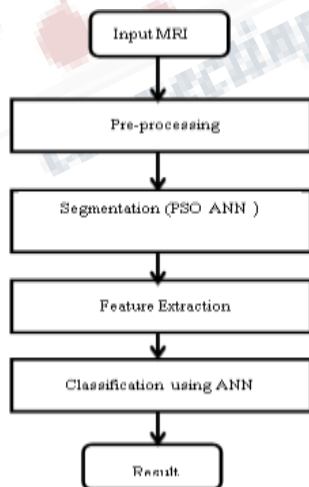 Input MRI
Pre-processing
Segmentation (PSO ANN )
Feature Extraction
Classification using ANN
Result